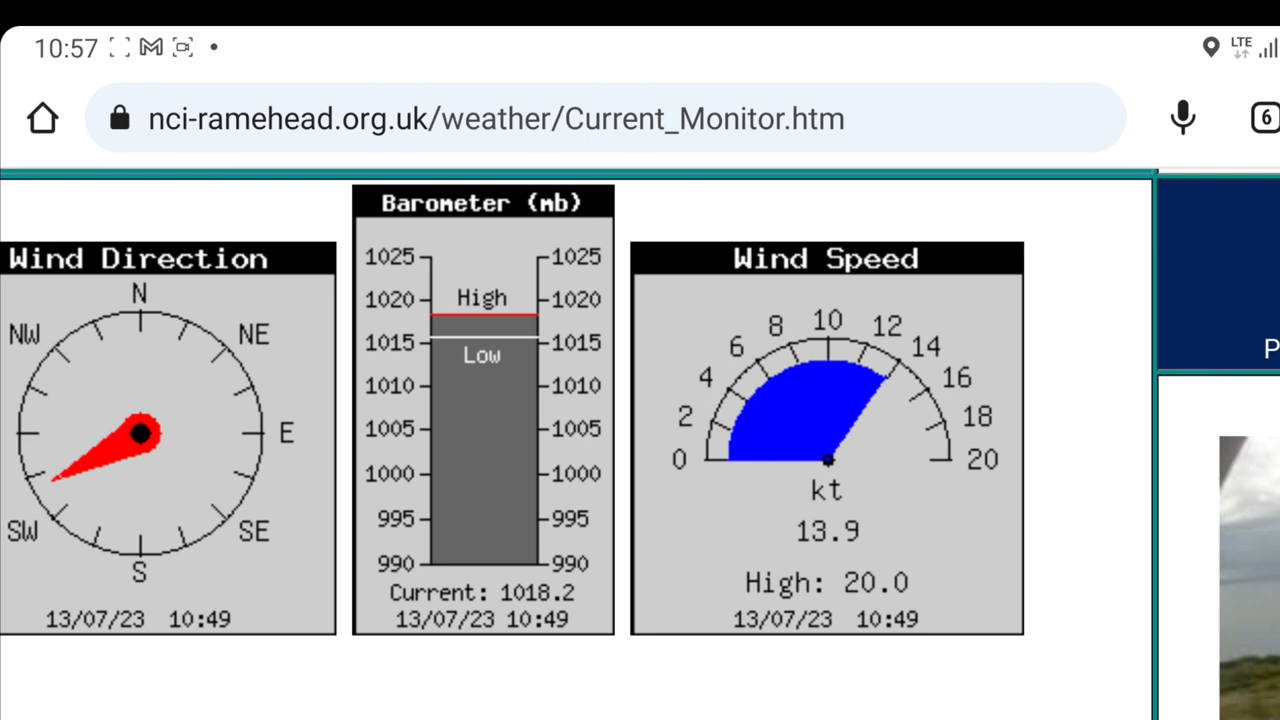 10:57
LTE
nci-ramehead.org.uk/weather/Current_Monitor.htm
6
Wind Direction
N
NW
NE
E
SW
SE
S
13/07/23 10:49
Barometer (mb)
1025 1025
High
1020 1020
1015 1015
Low
1010 1010
1005 1005
1000 1000
995 995
990 990
Current: 1018.2
13/07/23 10:49
Wind Speed
0 2 4 6 8 10 12 14 16 18 20
kt
13.9
High: 20.0
13/07/23 10:49
P